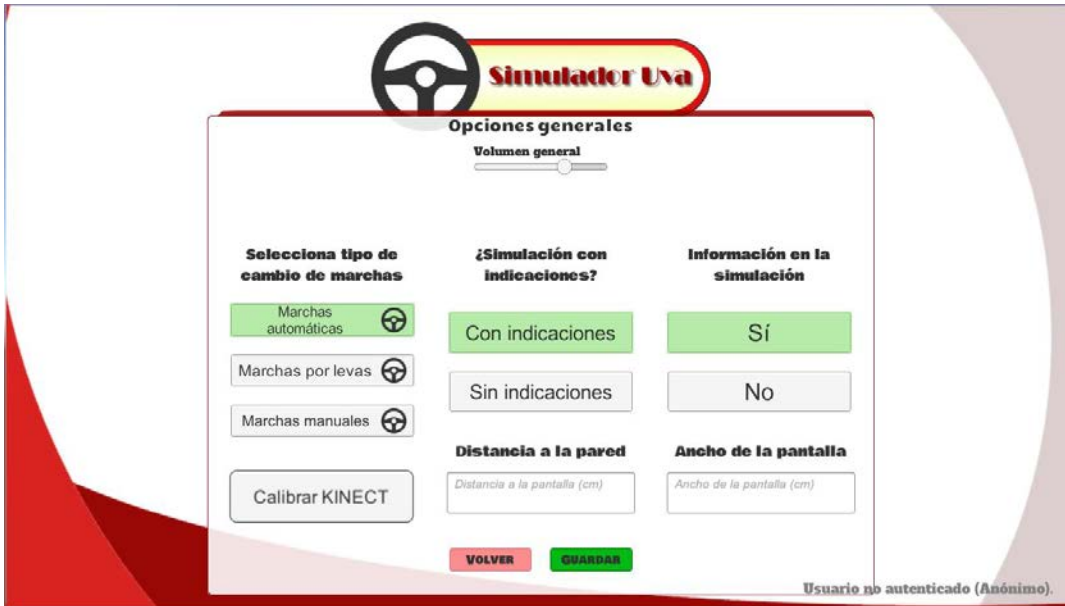 Simulador Uva
Opciones generales
Volumen general
Selecciona tipo de
cambio de marchas
Marchas
automáticas
Marchas por levas
Marchas manuales
Calibrar KINECT
¿Simulación con
indicaciones?
Con indicaciones
Sin indicaciones
Distancia a la pared
Distancia a la pantalla (cm)
Información en la
simulación
Sí
No
Ancho de la pantalla
Ancho de la pantalla (cm)
VOLVER
GUARDAR
Usuario no autenticado (Anónimo).